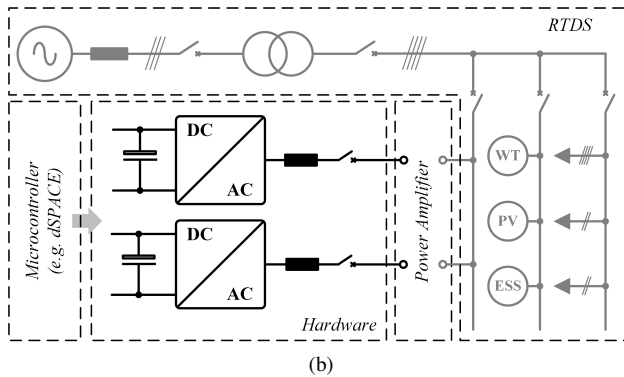 RTDS
Microcontroller
(e.g. dSPACE)
DC
AC
DC
AC
Hardware
Power Amplifier
WT
PV
ESS
(b)